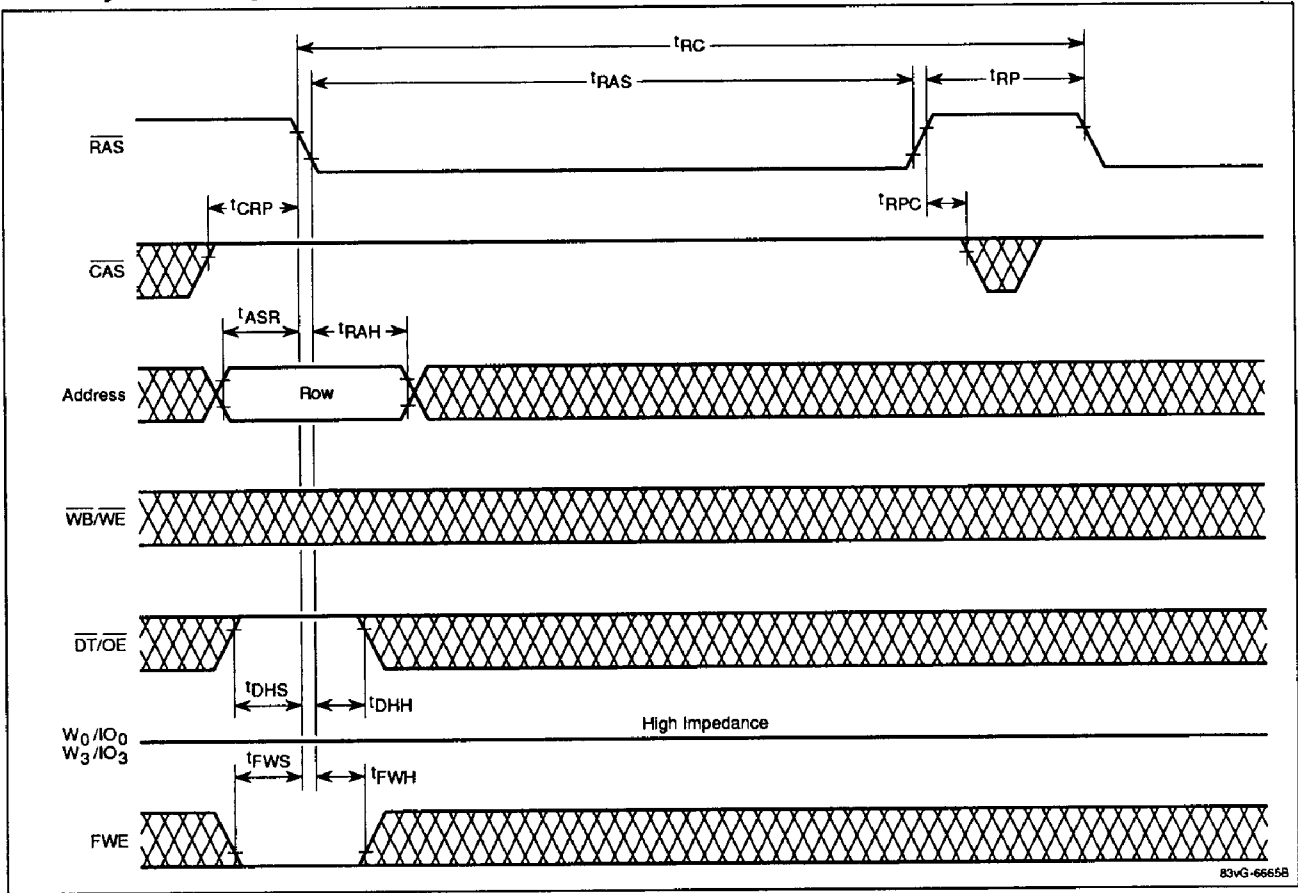 tRC
tRAS
tRP
RAS
tCRP
tRPC
CAS
tASR
tRAH
Address
Row
WB/WE
DT/OE
tDHS
tDHH
High Impedance
W0/IO0
W3/IO3
tFWS
tFWH
FWE
83vG-6665B